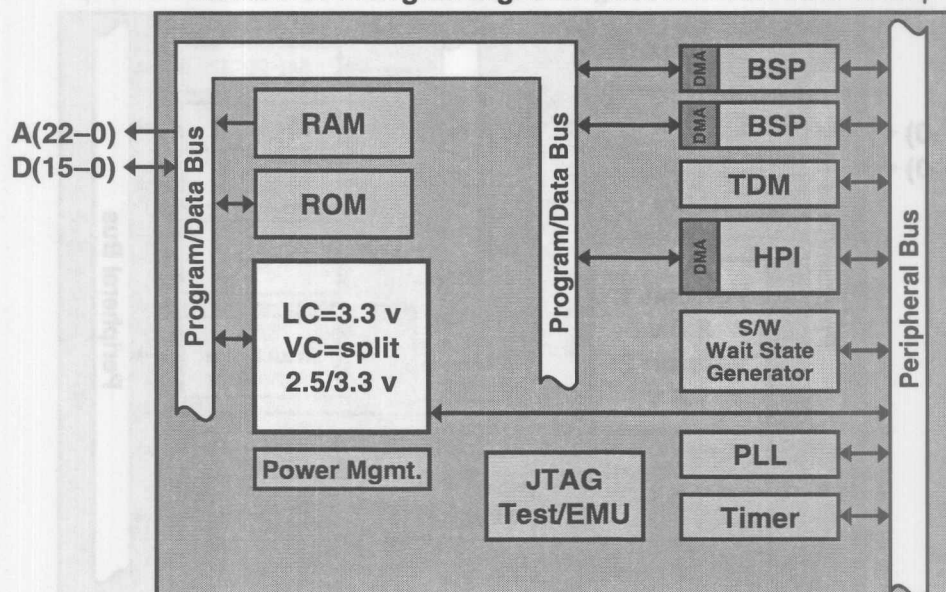 A(22–0)
D(15–0)
Program/Data Bus
RAM
ROM
LC=3.3 v
VC=split
2.5/3.3 v
Power Mgmt.
Program/Data Bus
JTAG
Test/EMU
DMA
BSP
DMA
BSP
TDM
DMA
HPI
S/W
Wait State
Generator
PLL
Timer
Peripheral Bus